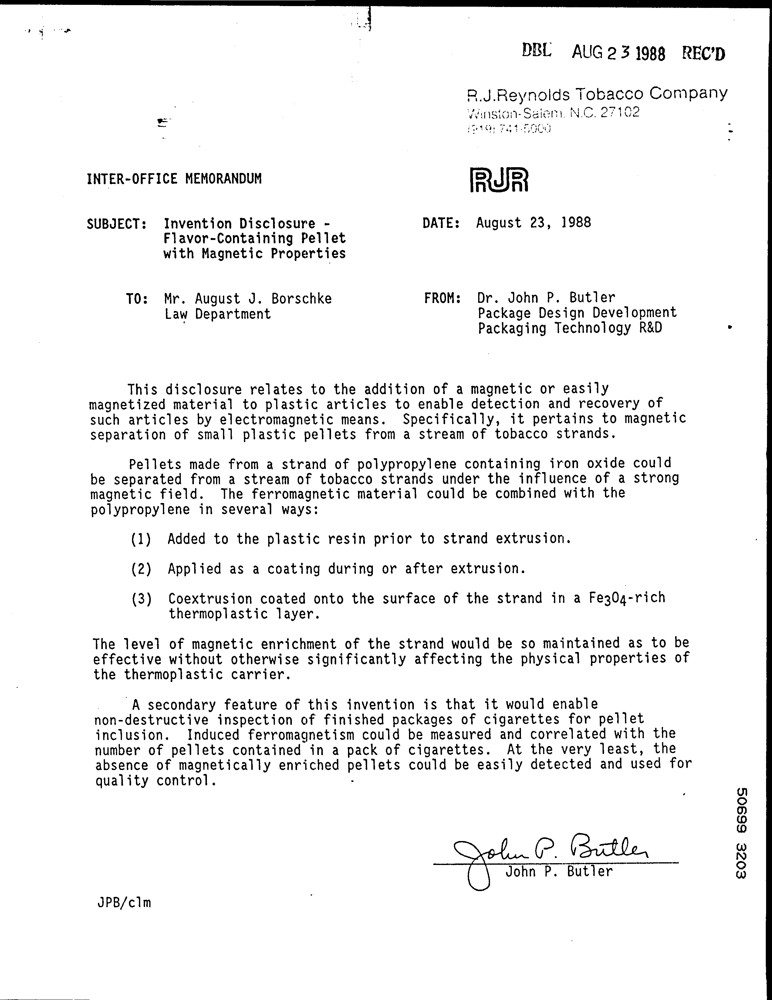 DBL AUG 23 1988 REC'D
R.J.Reynolds Tobacco Company
Winston-Salem, N.C. 27102
(919) 741-5000
INTER-OFFICE MEMORANDUM
RJR
SUBJECT: Invention Disclosure -
Flavor-Containing Pellet
with Magnetic Properties
DATE: August 23, 1988
TO: Mr. August J. Borschke
Law Department
FROM: Dr. John P. Butler
Package Design Development
Packaging Technology R&D
This disclosure relates to the addition of a magnetic or easily
magnetized material to plastic articles to enable detection and recovery of
such articles by electromagnetic means. Specifically, it pertains to magnetic
separation of small plastic pellets from a stream of tobacco strands.
Pellets made from a strand of polypropylene containing iron oxide could
be separated from a stream of tobacco strands under the influence of a strong
magnetic field. The ferromagnetic material could be combined with the
polypropylene in several ways:
(1) Added to the plastic resin prior to strand extrusion.
(2) Applied as a coating during or after extrusion.
(3) Coextrusion coated onto the surface of the strand in a Fe3O4-rich
thermoplastic layer.
The level of magnetic enrichment of the strand would be so maintained as to be
effective without otherwise significantly affecting the physical properties of
the thermoplastic carrier.
A secondary feature of this invention is that it would enable
non-destructive inspection of finished packages of cigarettes for pellet
inclusion. Induced ferromagnetism could be measured and correlated with the
number of pellets contained in a pack of cigarettes. At the very least, the
absence of magnetically enriched pellets could be easily detected and used for
quality control.
John P. Butler
John P. Butler
JPB/clm
50699 3203